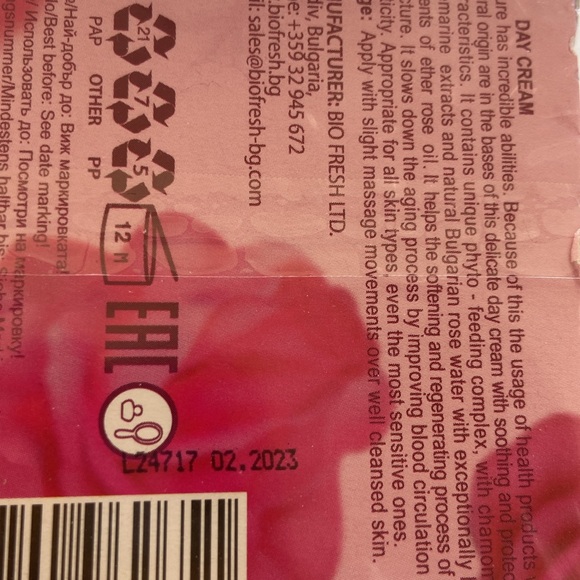 DAY CREAM
ure has incredible abilities. Because of this the usage of health products
ral origin are in the bases of this delicate day cream with soothing and protec
racteristics. It contains unique phyto - feeding complex, with chamom
marine extracts and natural Bulgarian rose water with exceptionally
ents of ether rose oil. It helps the softening and regenerating process of
cture. It slows down the aging process by improving blood circulation
ticity. Appropriate for all skin types, even the most sensitive ones.
ge: Apply with slight massage movements over well cleansed skin.
UFACTURER: BIO FRESH LTD.
div, Bulgaria,
e: +359 32 945 672
.biofresh.bg
il: sales@biofresh-bg.com
21 7 5
PAP OTHER PP
12 M
EAC
L24717 02.2023
e/Най-добър до: Виж маркировката!
lo/Best before: See date marking!
/ Использовать до: Посмотри на маркировку!
gsnummer/Mindestens haltbar bis: